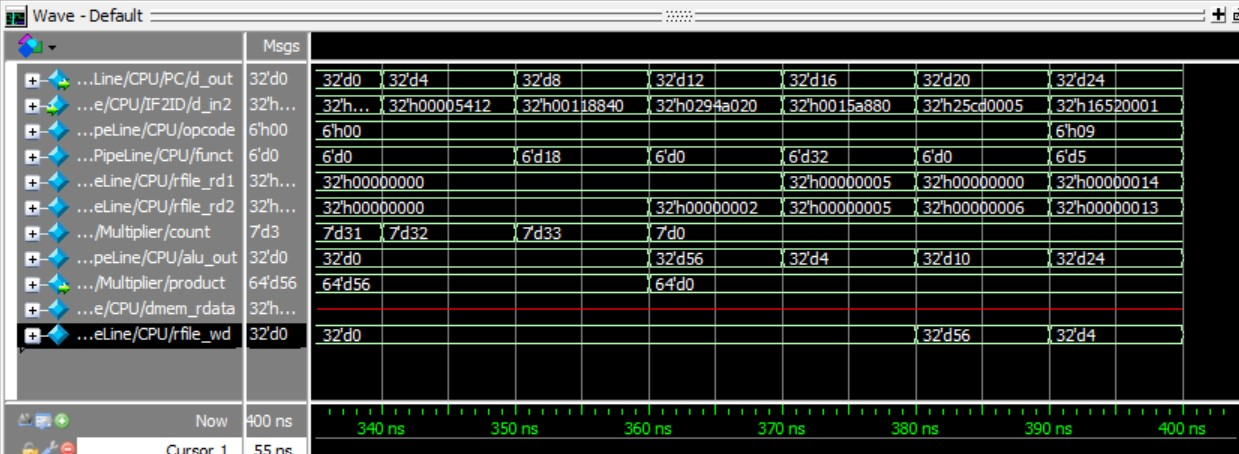 Wave - Default
Msgs
...Line/CPU/PC/d_out 32'd0 32'd0 32'd4 32'd8 32'd12 32'd16 32'd20 32'd24
...e/CPU/IF2ID/d_in2 32'h... 32'h... 32'h00005412 32'h00118840 32'h0294a020 32'h0015a880 32'h25cd0005 32'h16520001
...peLine/CPU/opcode 6'h00 6'h00 6'h09
...PipeLine/CPU/funct 6'd0 6'd0 6'd18 6'd0 6'd32 6'd0 6'd5
...eLine/CPU/rfile_rd1 32'h... 32'h00000000 32'h00000005 32'h00000000 32'h00000014
...eLine/CPU/rfile_rd2 32'h... 32'h00000000 32'h00000002 32'h00000005 32'h00000006 32'h00000013
.../Multiplier/count 7'd3 7'd31 7'd32 7'd33 7'd0
...peLine/CPU/alu_out 32'd0 32'd0 32'd56 32'd4 32'd10 32'd24
.../Multiplier/product 64'd56 64'd56 64'd0
...e/CPU/dmem_rdata 32'h...
...eLine/CPU/rfile_wd 32'd0 32'd0 32'd56 32'd4
Now 400 ns 340 ns 350 ns 360 ns 370 ns 380 ns 390 ns 400 ns
Cursor 1 55 ns